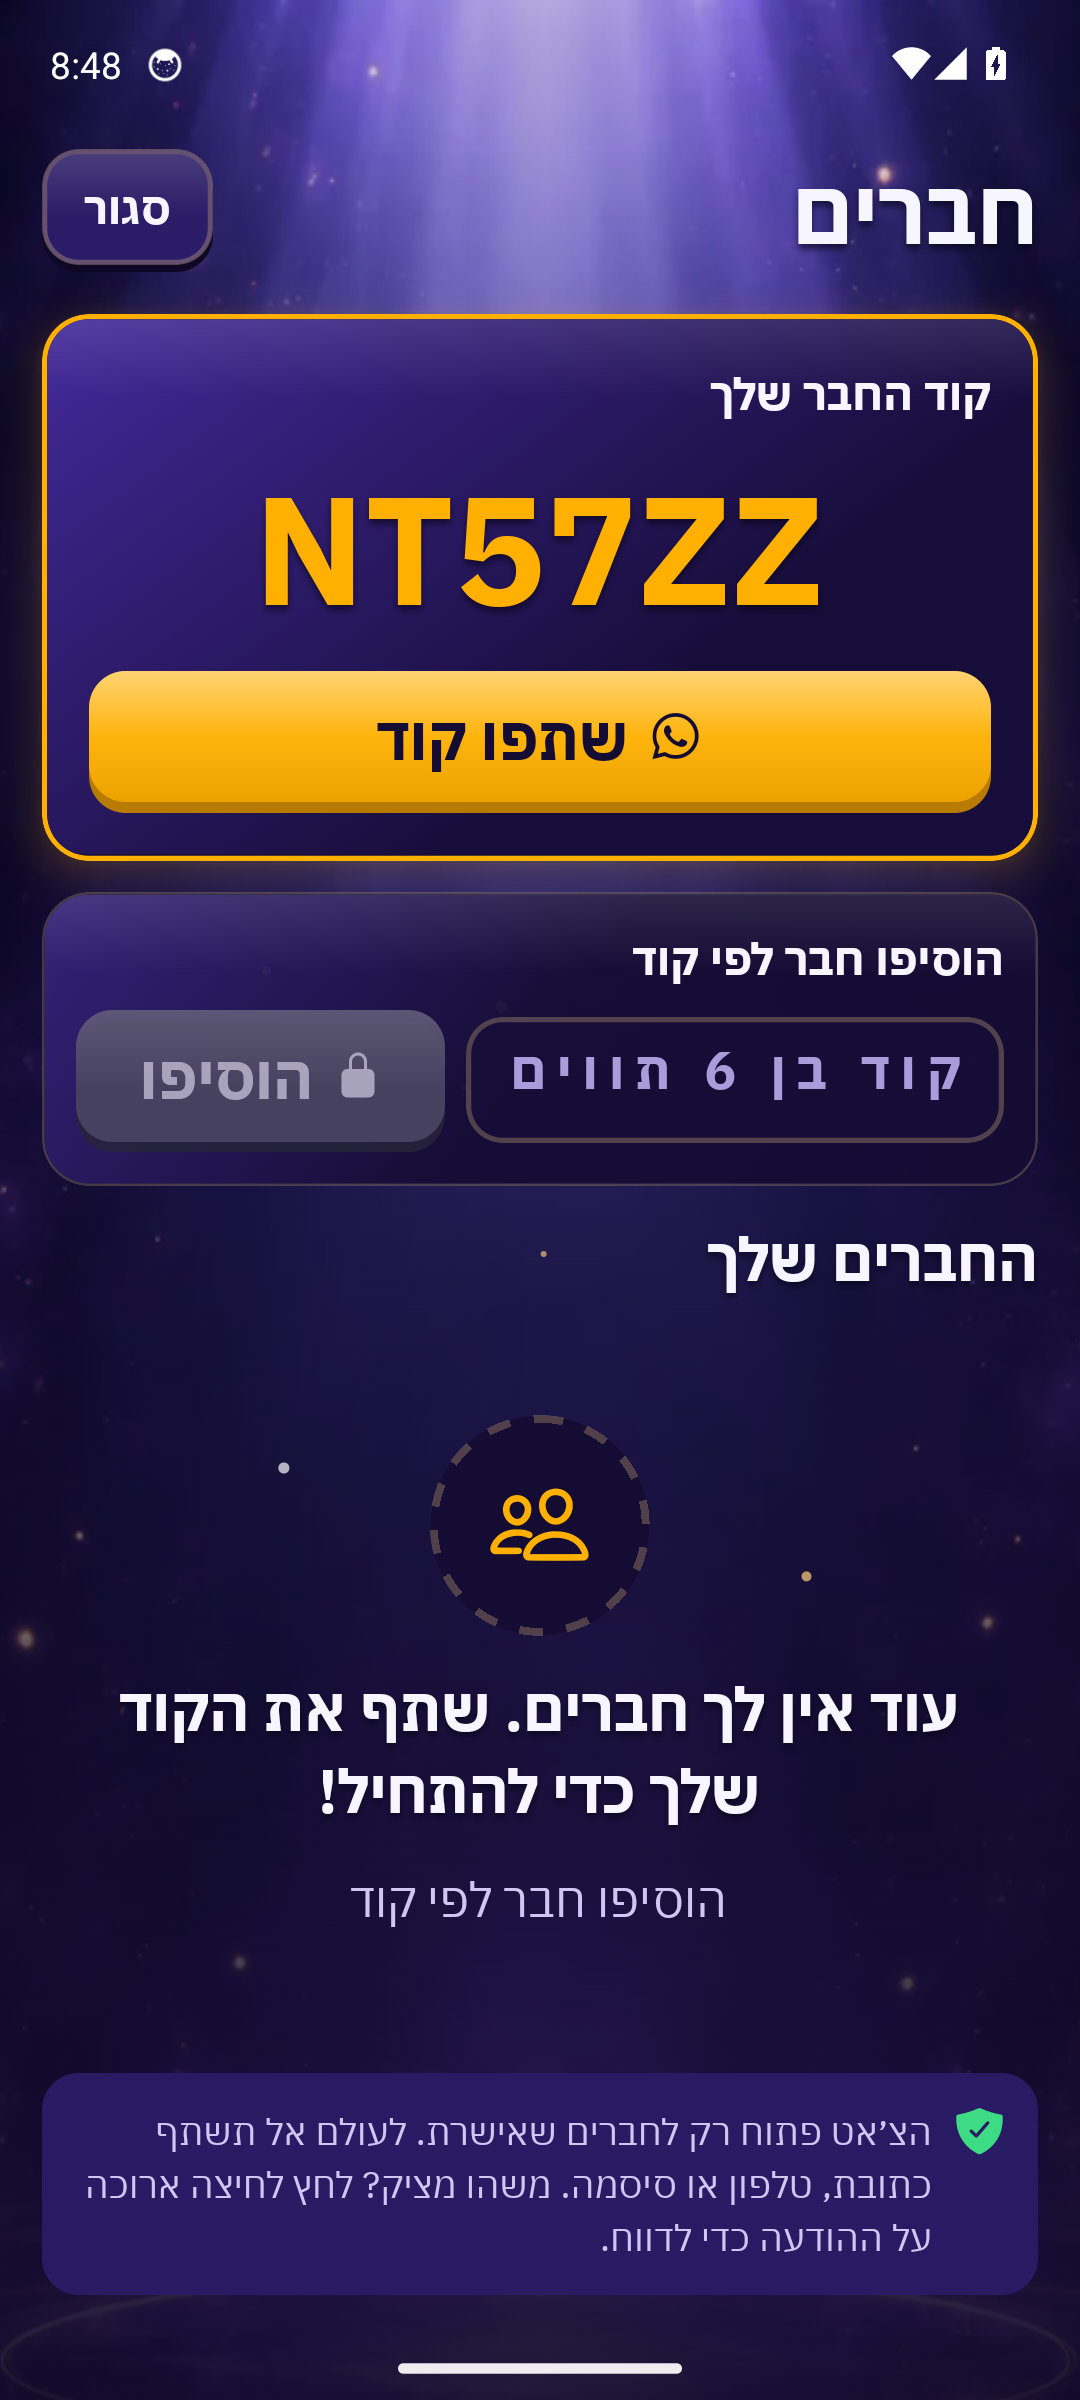 8:48
חברים
סגור
קוד החבר שלך
NT57ZZ
שתפו קוד
הוסיפו חבר לפי קוד
קוד בן 6 תווים
הוסיפו
החברים שלך
עוד אין לך חברים. שתף את הקוד
שלך כדי להתחיל!
הוסיפו חבר לפי קוד
הצ׳אט פתוח רק לחברים שאישרת. לעולם אל תשתף
כתובת, טלפון או סיסמה. משהו מציק? לחץ לחיצה ארוכה
על ההודעה כדי לדווח.